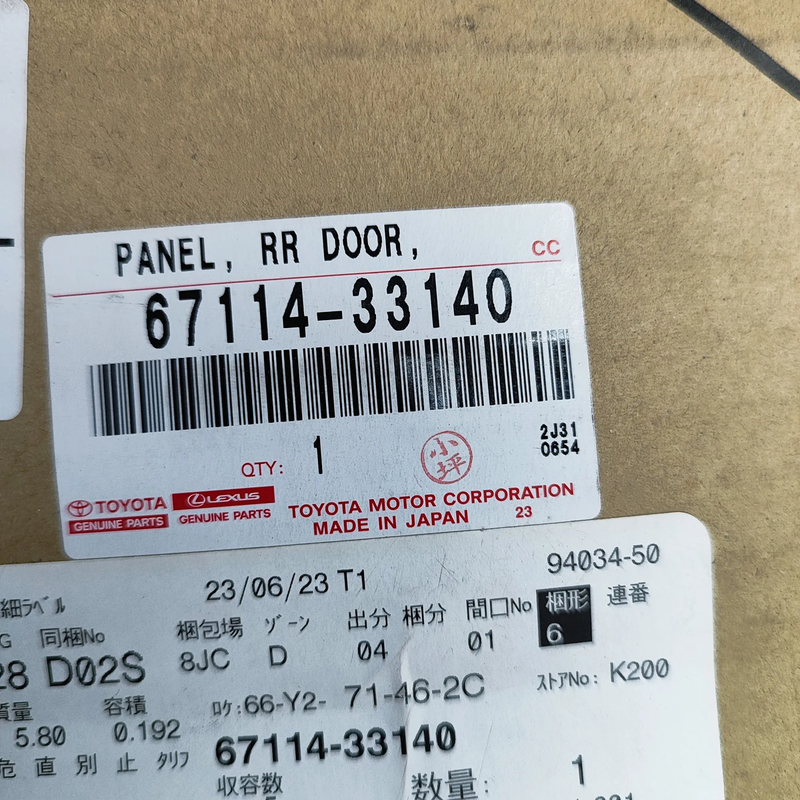 PANEL, RR DOOR,
CC
67114-33140
2J31
0654
QTY: 1
小坪
TOYOTA
GENUINE PARTS
LEXUS
GENUINE PARTS
TOYOTA MOTOR CORPORATION
MADE IN JAPAN 23
94034-50
23/06/23 T1
細ラベル
G 同梱No 梱包場 ゾーン 出分 梱分 間口No 梱形 連番
28 D02S 8JC D 04 01 6
質量 容積 ロケ:66-Y2- 71-46-2C ストアNo: K200
5.80 0.192 67114-33140
危 直 別 止 タリフ 収容数 数量: 1